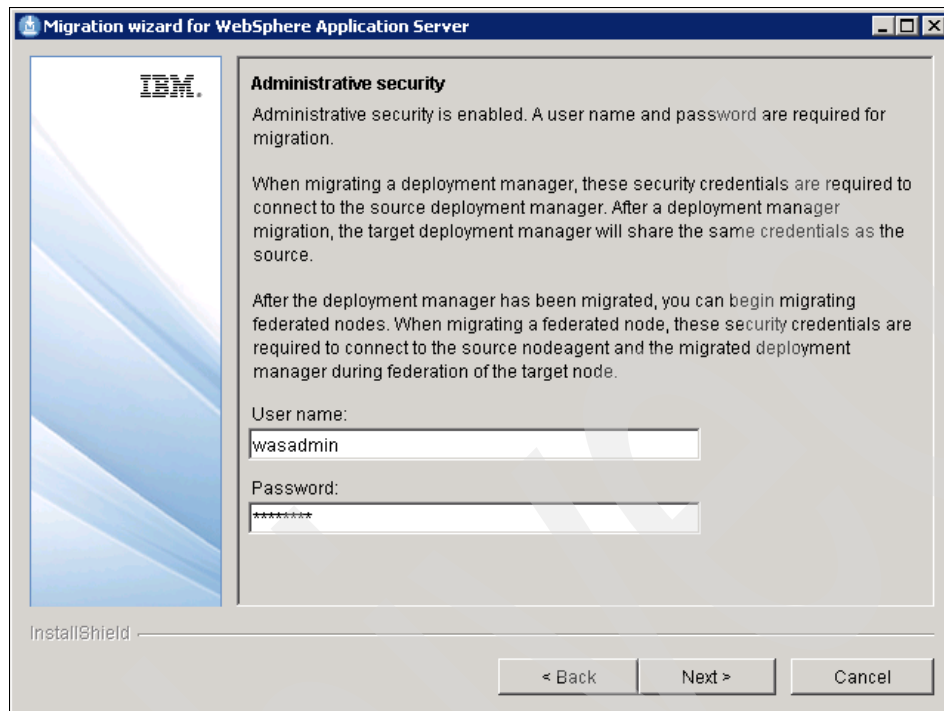 Migration wizard for WebSphere Application Server
IBM.
Administrative security
Administrative security is enabled. A user name and password are required for
migration.
When migrating a deployment manager, these security credentials are required to
connect to the source deployment manager. After a deployment manager
migration, the target deployment manager will share the same credentials as the
source.
After the deployment manager has been migrated, you can begin migrating
federated nodes. When migrating a federated node, these security credentials are
required to connect to the source nodeagent and the migrated deployment
manager during federation of the target node.
User name:
wasadmin
Password:
********
InstallShield
< Back Next > Cancel